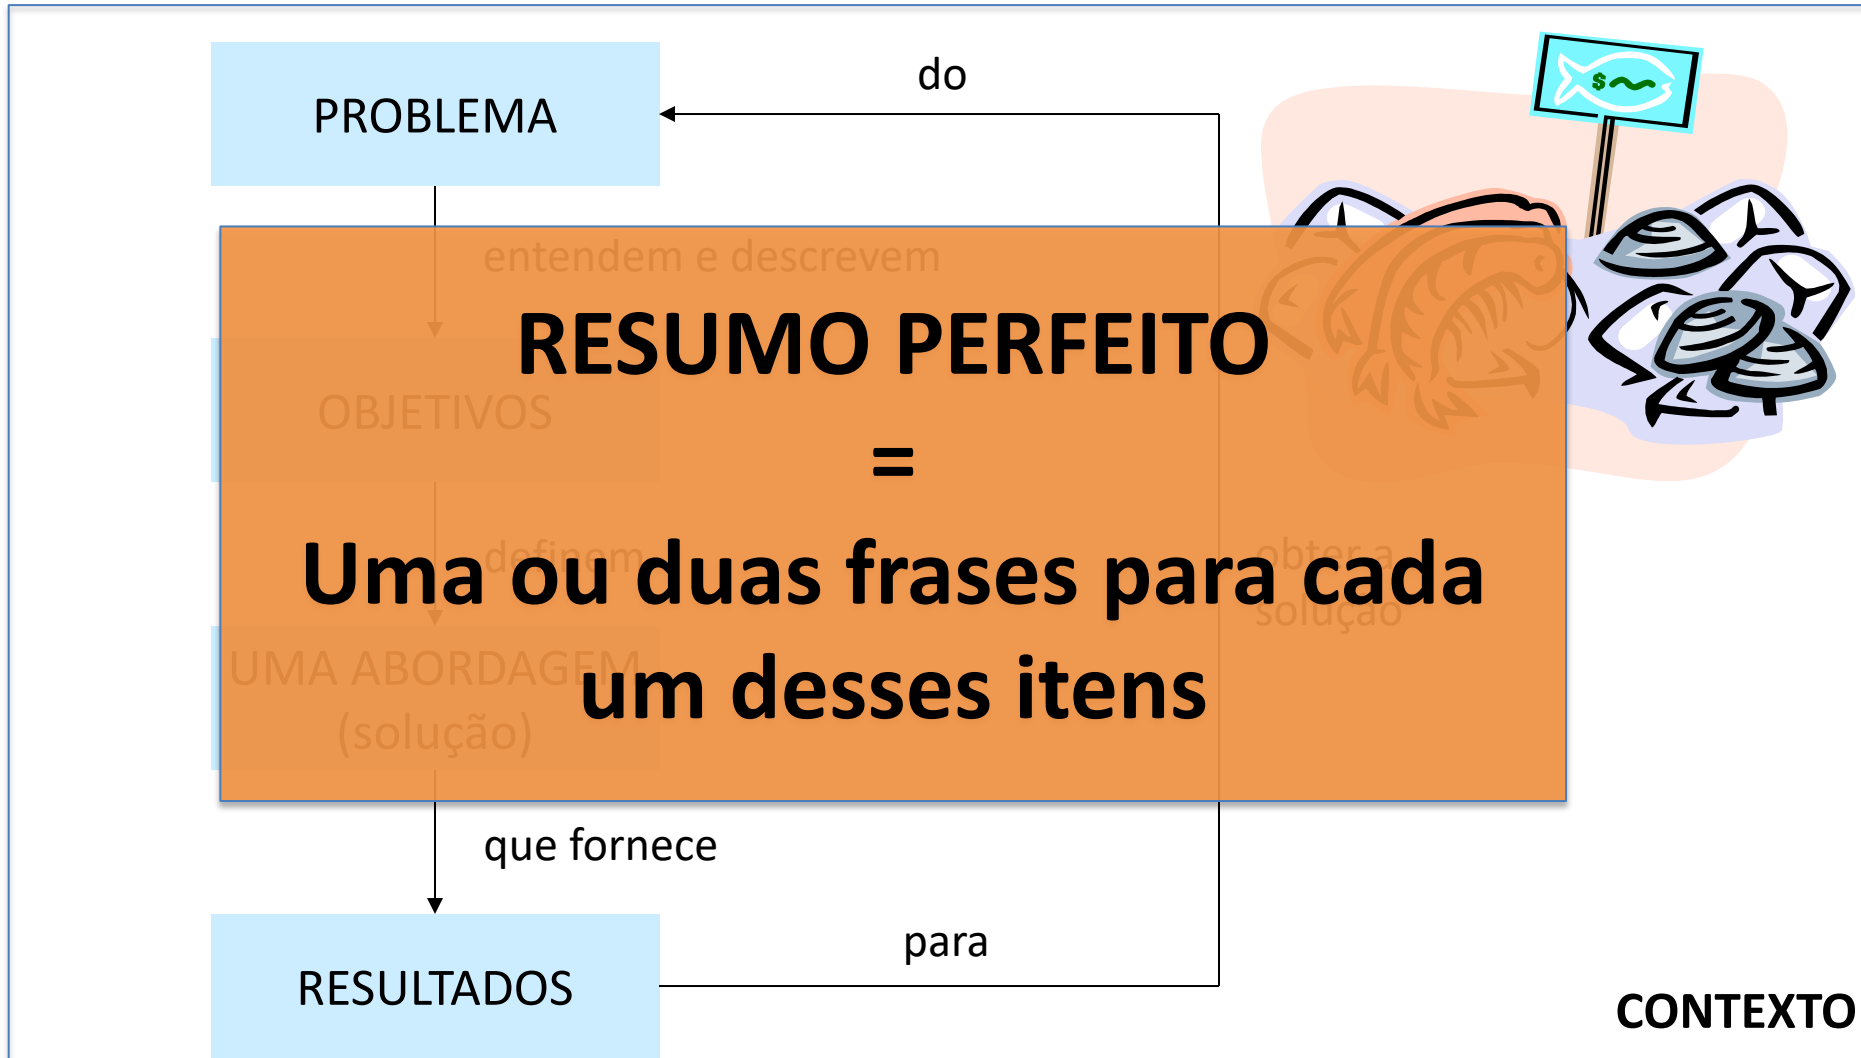 do
PROBLEMA
entendem e descrevem
RESUMO PERFEITO
OBJETIVOS
=
definem
obter a
solução
Uma ou duas frases para cada
UMA ABORDAGEM
(solução)
um desses itens
que fornece
para
RESULTADOS
CONTEXTO
$